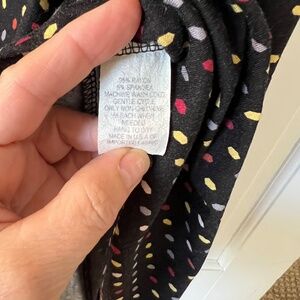 95% RAYON
5% SPANDEX
MACHINE WASH COLD
GENTLE CYCLE
ONLY NON-CHLORINE
BLEACH WHEN
NEEDED
HANG TO DRY
MADE IN U.S.A OF
IMPORTED FABRIC